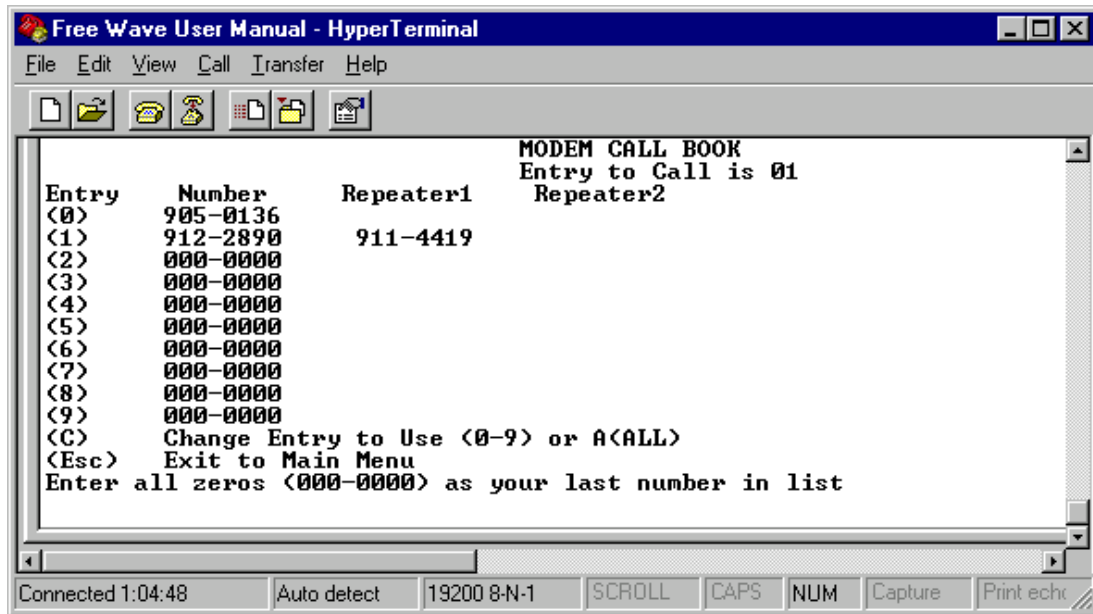 Free Wave User Manual - HyperTerminal
File Edit View Call Transfer Help
MODEM CALL BOOK
Entry to Call is 01
Entry Number Repeater1 Repeater2
(0) 905-0136
(1) 912-2890 911-4419
(2) 000-0000
(3) 000-0000
(4) 000-0000
(5) 000-0000
(6) 000-0000
(7) 000-0000
(8) 000-0000
(9) 000-0000
(C) Change Entry to Use (0-9) or A(ALL)
(Esc) Exit to Main Menu
Enter all zeros (000-0000) as your last number in list
Connected 1:04:48 Auto detect 19200 8-N-1 SCROLL CAPS NUM Capture Print echo